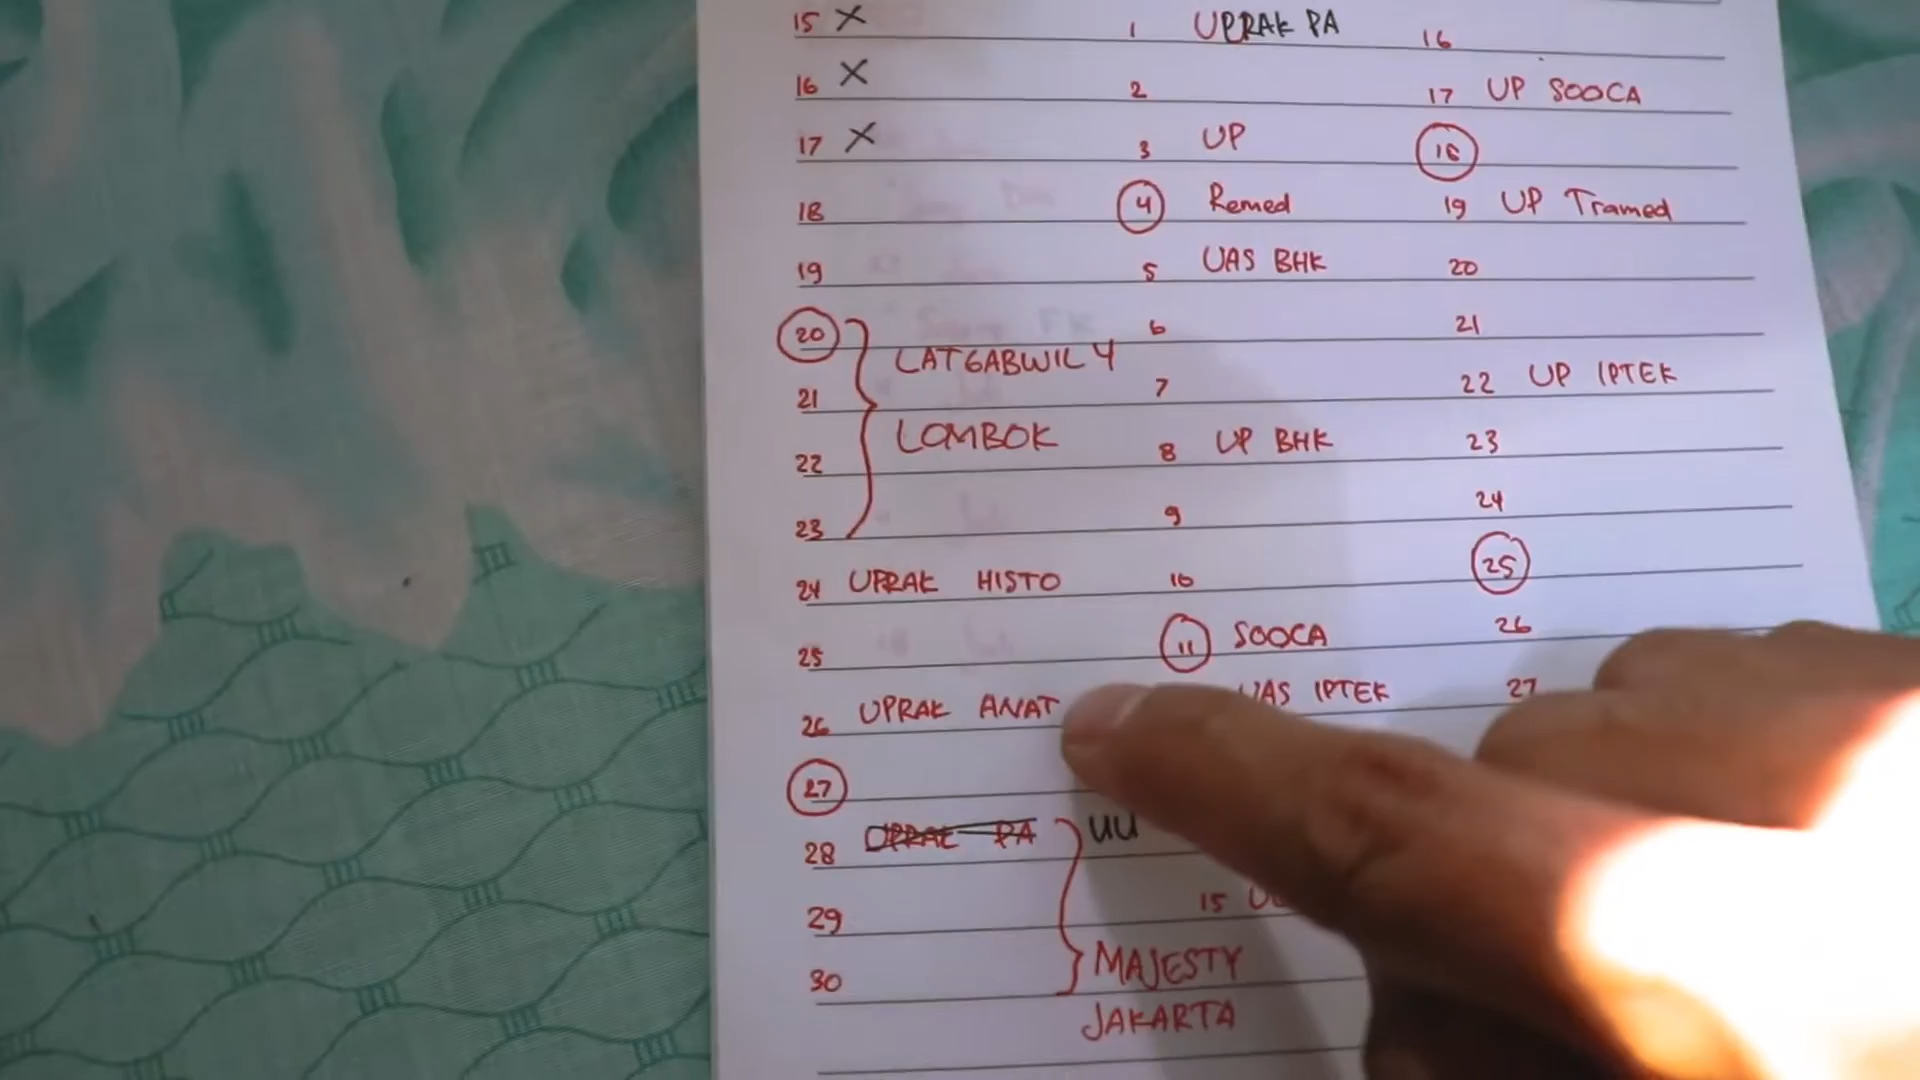 15 X
16 X
17 X
18
19
20
21
22
23
LATGABWIL 4
LOMBOK
24 UPRAK HISTO
25
26 UPRAK ANAT
27
28 UPRAK PA
29
30
UU
MAJESTY
JAKARTA
1 UPRAK PA
2
3 UP
4 Remed
5 UAS BHK
6
7
8 UP BHK
9
10
11 SOOCA
UAS IPTEK
15
16
17 UP SOOCA
18
19 UP Tramed
20
21
22 UP IPTEK
23
24
25
26
27